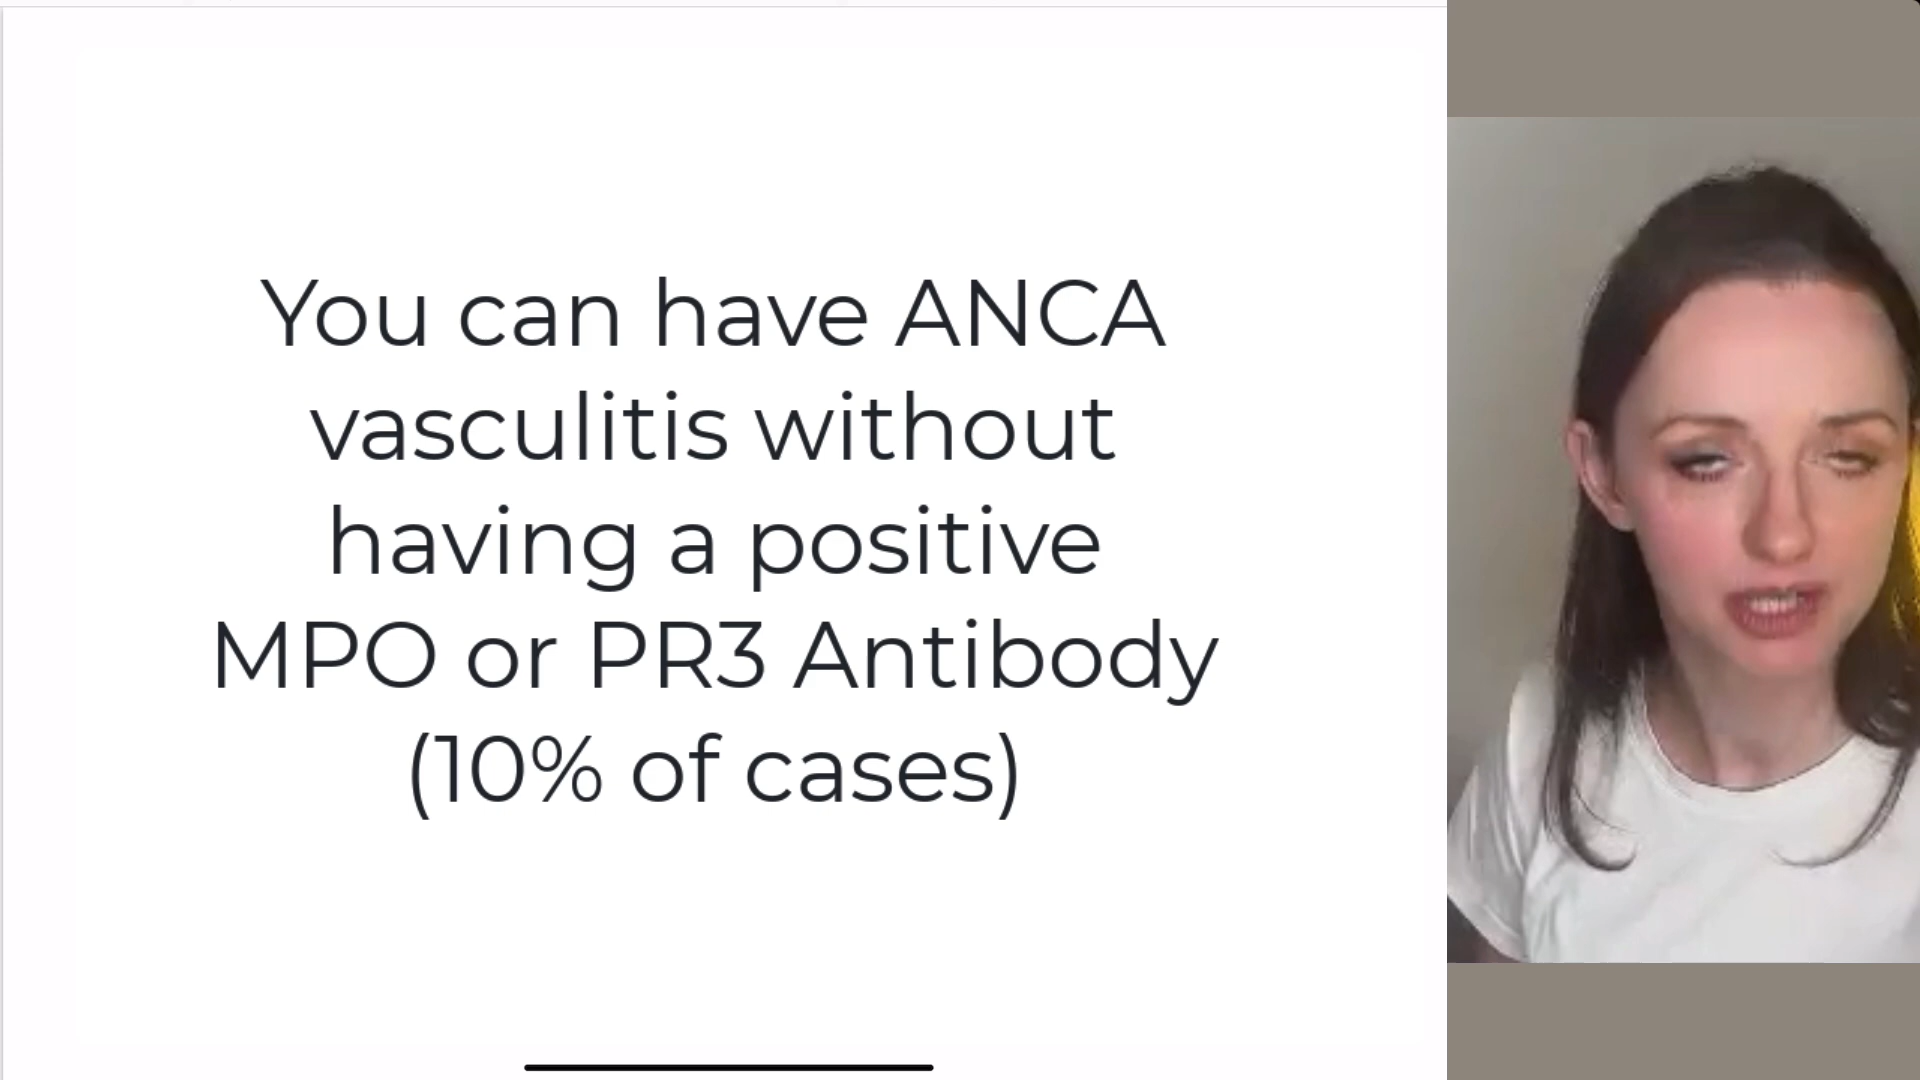 You can have ANCA
vasculitis without
having a positive
MPO or PR3 Antibody
(10% of cases)